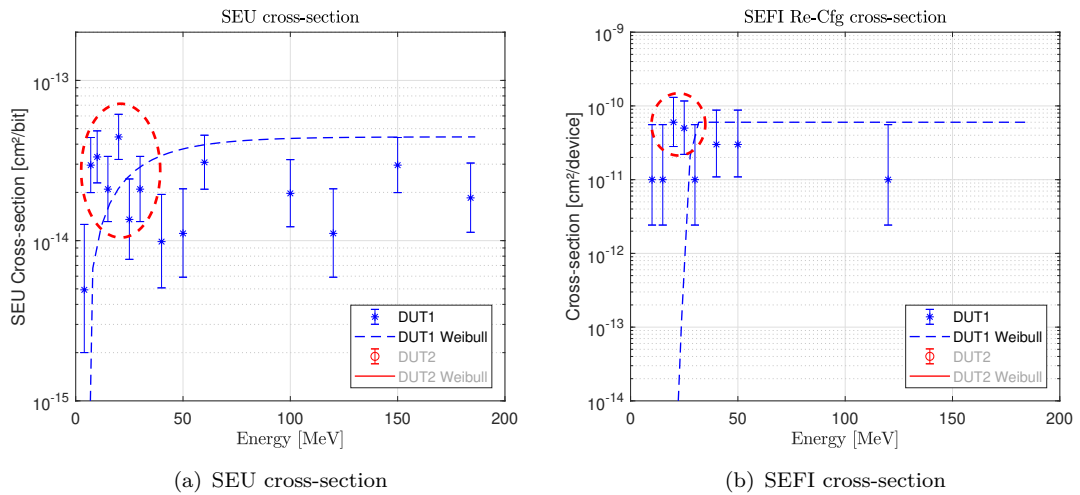 SEU cross-section
SEU Cross-section [cm²/bit]
10⁻¹³
10⁻¹⁴
10⁻¹⁵
0 50 100 150 200
Energy [MeV]
DUT1
DUT1 Weibull
DUT2
DUT2 Weibull
(a) SEU cross-section
SEFI Re-Cfg cross-section
Cross-section [cm²/device]
10⁻⁹
10⁻¹⁰
10⁻¹¹
10⁻¹²
10⁻¹³
10⁻¹⁴
0 50 100 150 200
Energy [MeV]
DUT1
DUT1 Weibull
DUT2
DUT2 Weibull
(b) SEFI cross-section